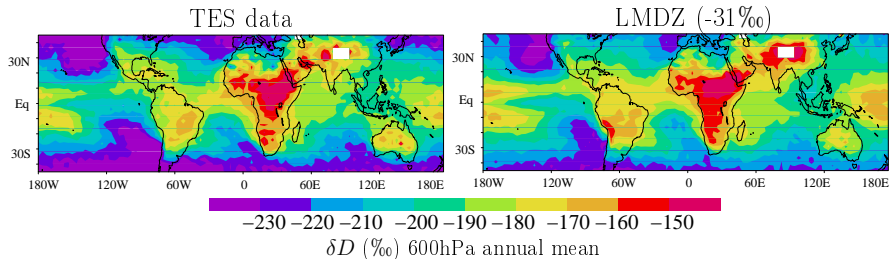 TES data
LMDZ (-31‰)
30N
Eq
30S
180W 120W 60W 0 60E 120E 180E
30N
Eq
30S
180W 120W 60W 0 60E 120E 180E
−230 −220 −210 −200 −190 −180 −170 −160 −150
δD (‰) 600hPa annual mean